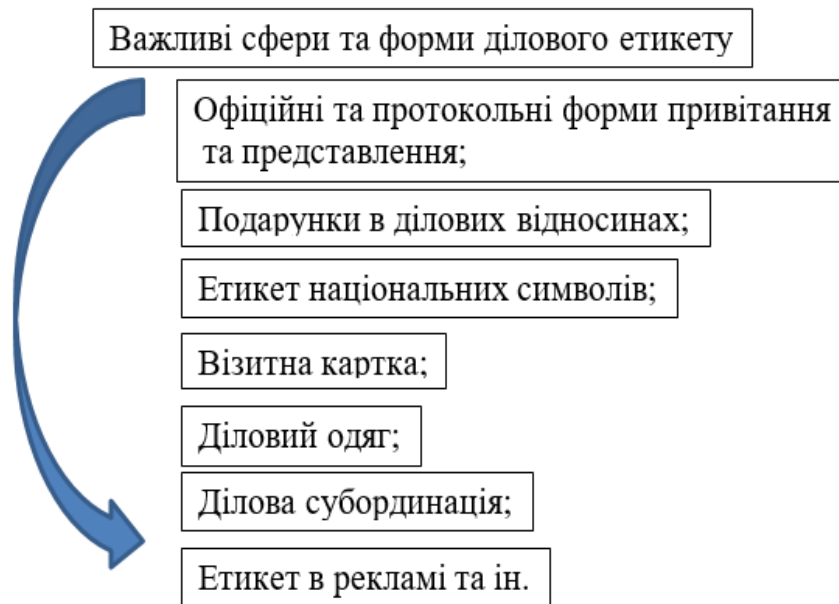 Важливі сфери та форми ділового етикету
Офіційні та протокольні форми привітання
та представлення;
Подарунки в ділових відносинах;
Етикет національних символів;
Візитна картка;
Діловий одяг;
Ділова субординація;
Етикет в рекламі та ін.